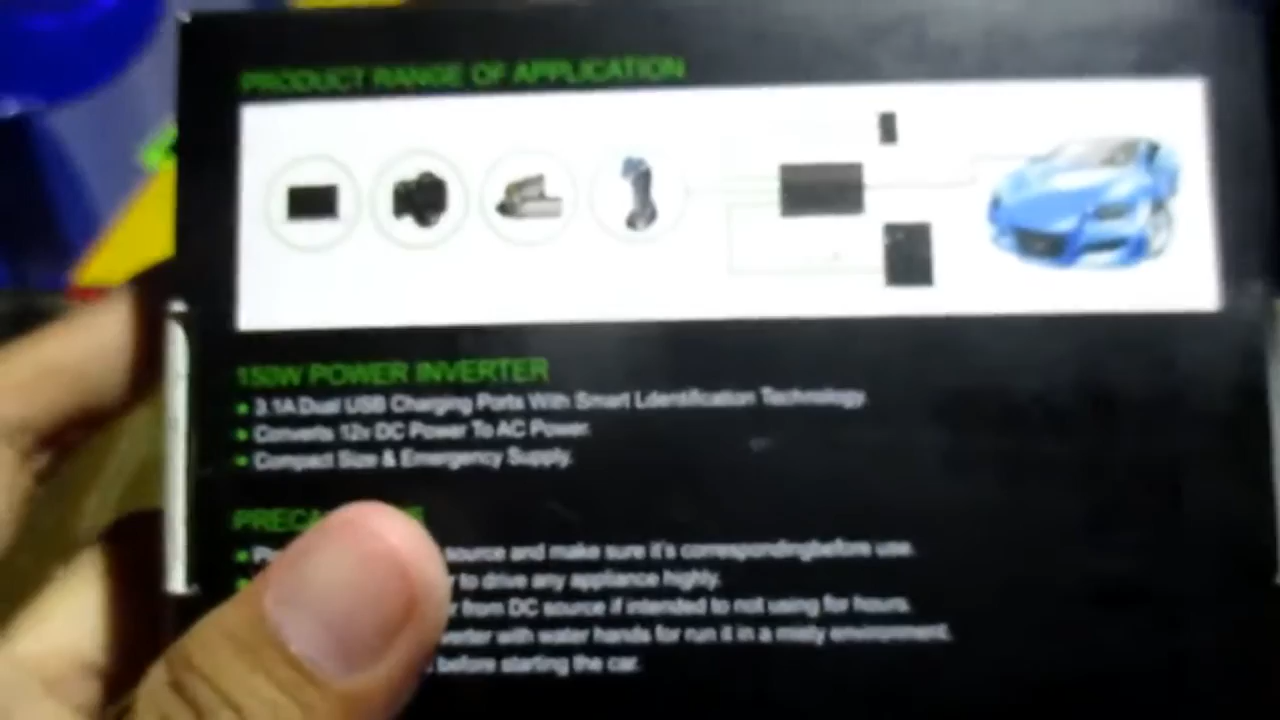 PRODUCT RANGE OF APPLICATION
150W POWER INVERTER
3.1A Dual USB Charging Ports With Smart Ldentification Technology.
Converts 12v DC Power To AC Power.
Compact Size & Emergency Supply.
source and make sure it's correspondingbefore use.
to drive any appliance highly.
from DC source if intended to not using for hours.
with water hands for run it in a misty environment.
before starting the car.